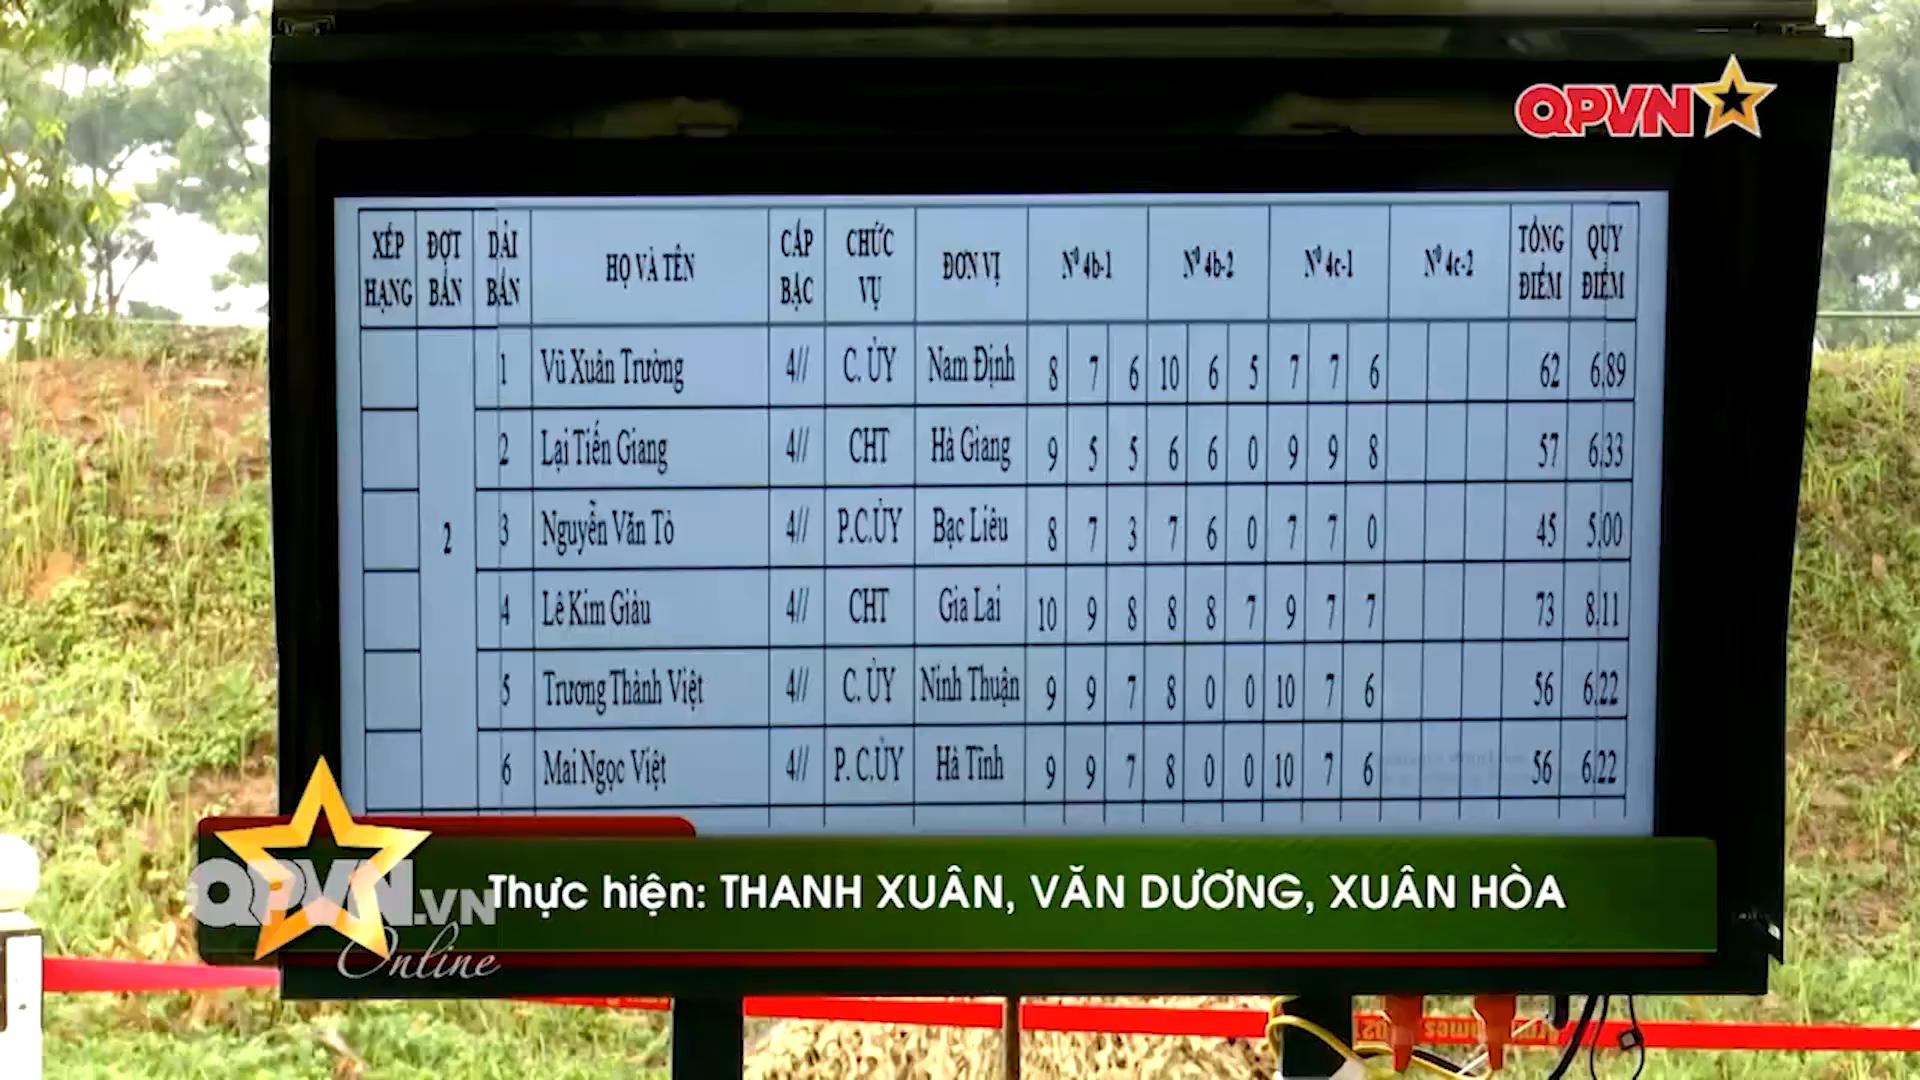 QPVN
XẾP HẠNG ĐỢT BẮN DẢI BẮN HỌ VÀ TÊN CẤP BẬC CHỨC VỤ ĐƠN VỊ Nº 4b-1 Nº 4b-2 Nº 4c-1 Nº 4c-2 TỔNG ĐIỂM QUY ĐIỂM
1 Vũ Xuân Trường 4// C. ỦY Nam Định 8 7 6 10 6 5 7 7 6 62 6.89
2 Lại Tiến Giang 4// CHT Hà Giang 9 5 5 6 6 0 9 9 8 57 6.33
2
3 Nguyễn Văn Tỏ 4// P.C.ỦY Bạc Liêu 8 7 3 7 6 0 7 7 0 45 5.00
4 Lê Kim Giàu 4// CHT Gia Lai 10 9 8 8 8 7 9 7 7 73 8.11
5 Trương Thành Việt 4// C. ỦY Ninh Thuận 9 9 7 8 0 0 10 7 6 56 6.22
6 Mai Ngọc Việt 4// P. C.ỦY Hà Tĩnh 9 9 7 8 0 0 10 7 6 56 6.22
Thực hiện: THANH XUÂN, VĂN DƯƠNG, XUÂN HÒA
QPVN.VN
Online